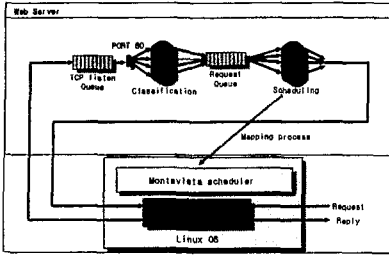 Web Server
PORT 80
TCP listen
Queue
Classification
Request
Queue
Scheduling
Mapping process
Montavista scheduler
Request
Reply
Linux OS